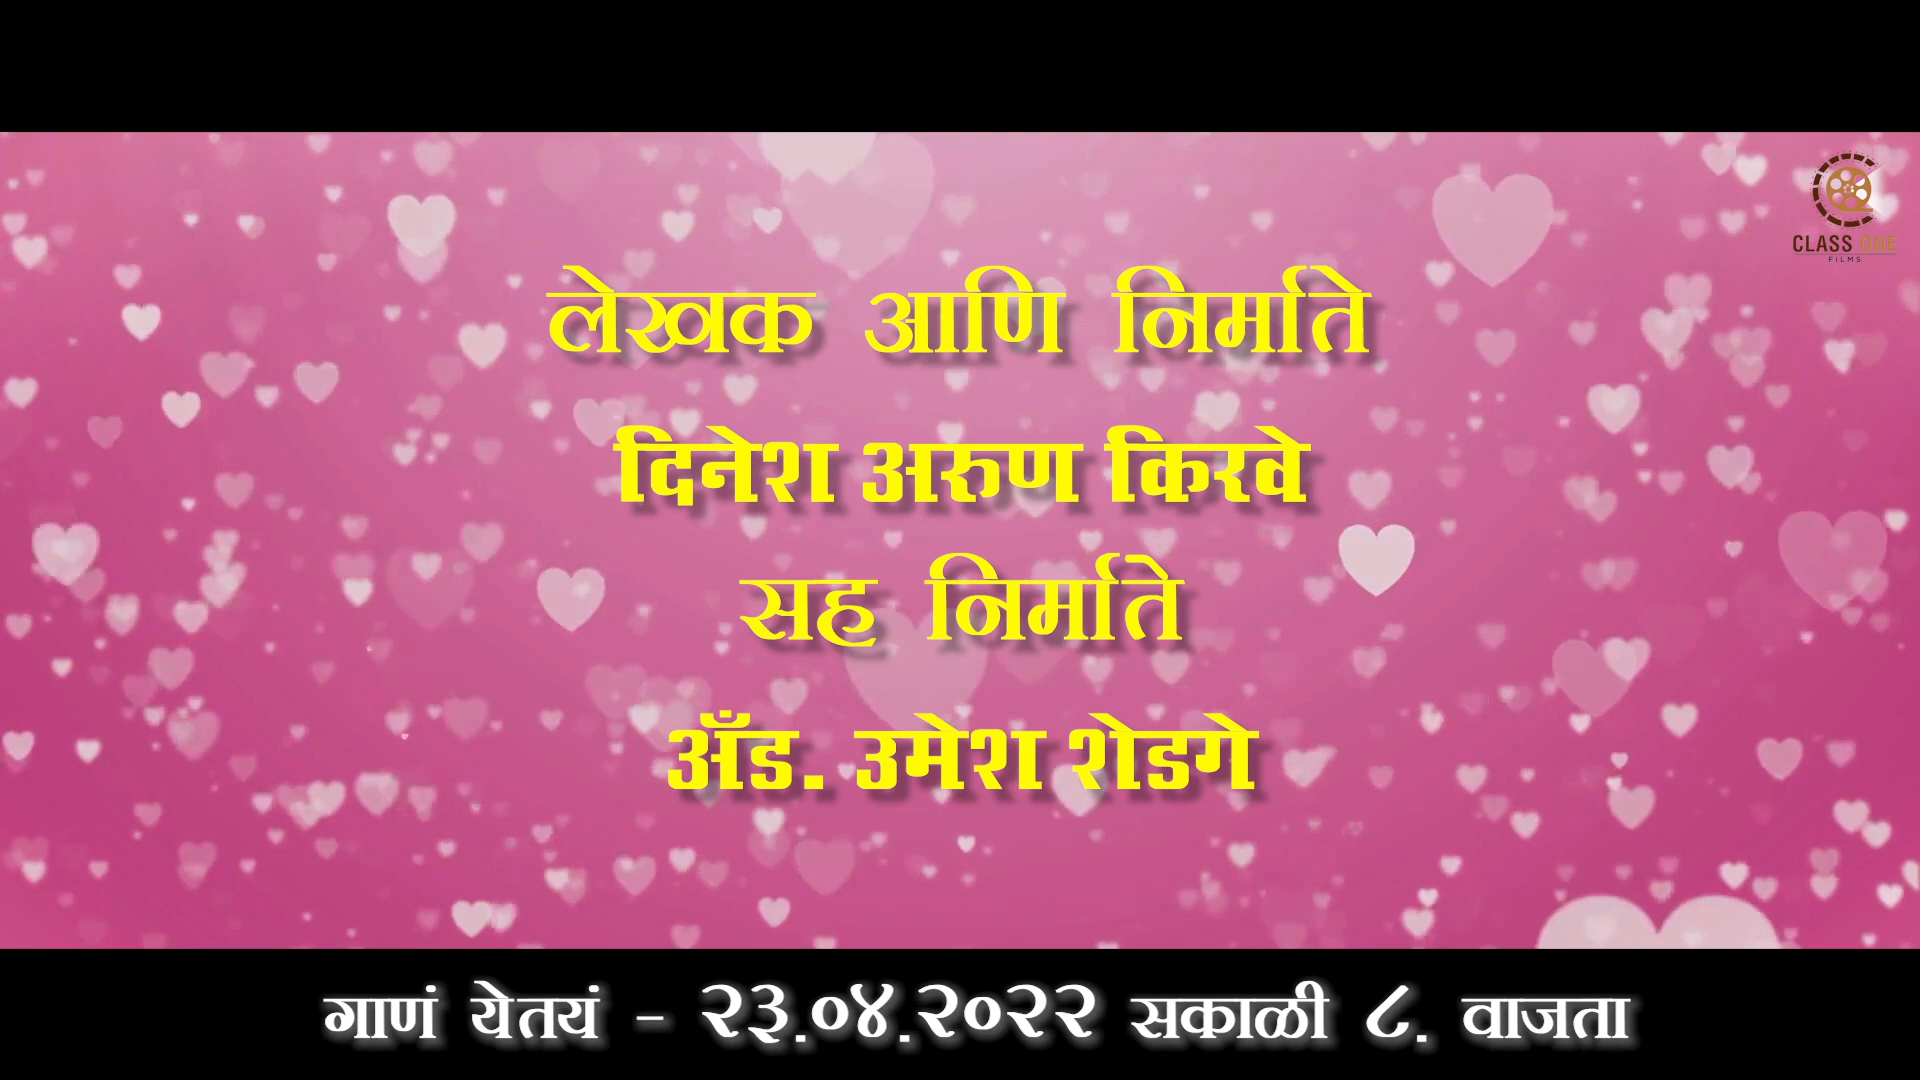 CLASS ONE
FILMS
लेखक आणि निर्माते
दिनेश अरुण किरवे
सह निर्माते
अँड. उमेश शेडगे
गाणं येतयं - २३.०४.२०२२ सकाळी ८. वाजता